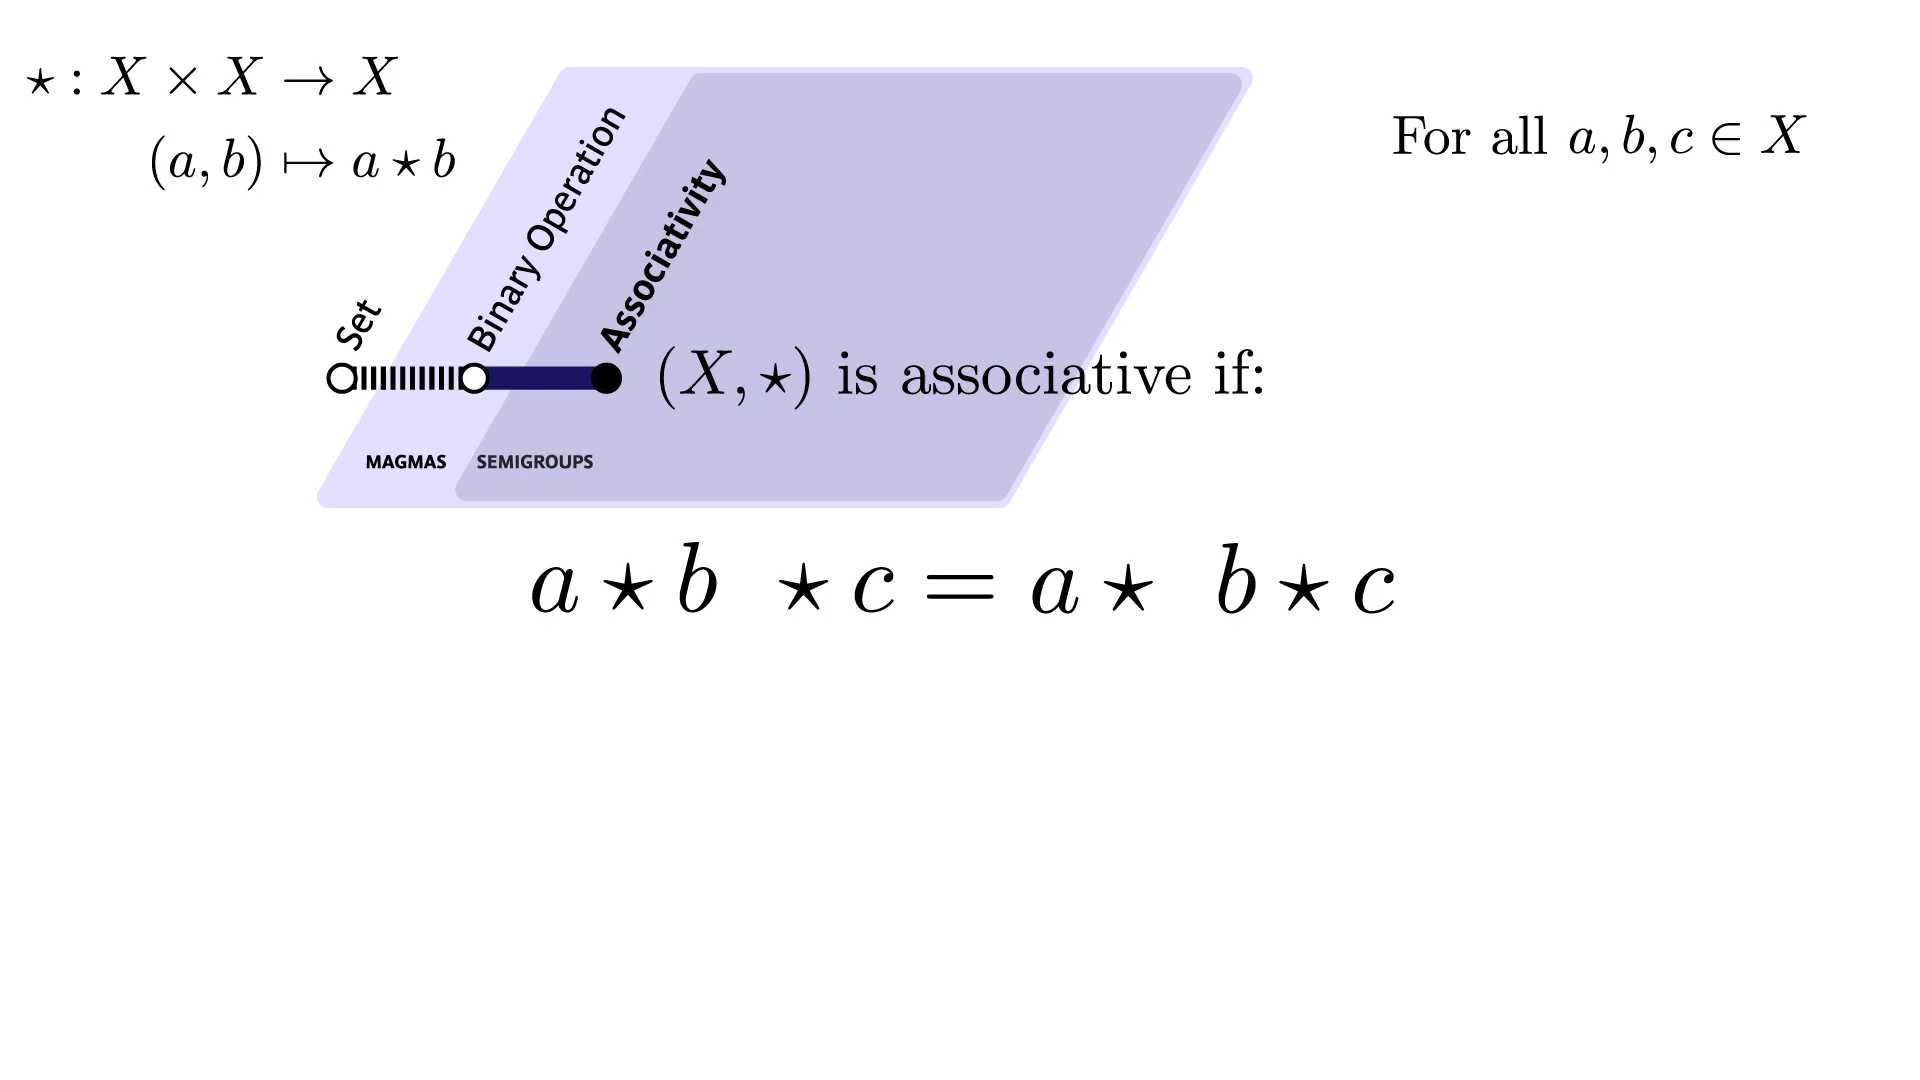 ⋆ : X × X → X
(a, b) ↦ a ⋆ b
For all a, b, c ∈ X
Set
Binary Operation
Associativity
(X, ⋆) is associative if:
MAGMAS
SEMIGROUPS
a ⋆ b ⋆ c = a ⋆ b ⋆ c